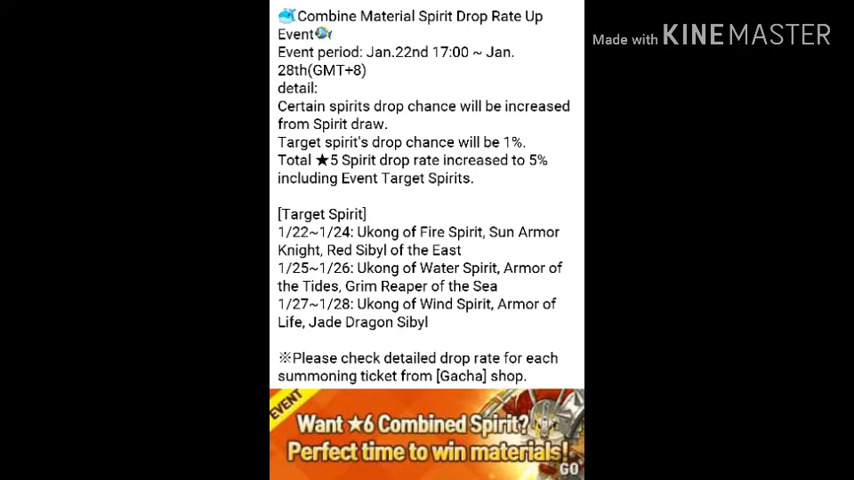 🐳Combine Material Spirit Drop Rate Up
Event
Event period: Jan.22nd 17:00 ~ Jan.
28th(GMT+8)
detail:
Certain spirits drop chance will be increased
from Spirit draw.
Target spirit's drop chance will be 1%.
Total ★5 Spirit drop rate increased to 5%
including Event Target Spirits.
[Target Spirit]
1/22~1/24: Ukong of Fire Spirit, Sun Armor
Knight, Red Sibyl of the East
1/25~1/26: Ukong of Water Spirit, Armor of
the Tides, Grim Reaper of the Sea
1/27~1/28: Ukong of Wind Spirit, Armor of
Life, Jade Dragon Sibyl
※Please check detailed drop rate for each
summoning ticket from [Gacha] shop.
EVENT
Want ★6 Combined Spirit?
Perfect time to win materials!
GO
Made with KINEMASTER